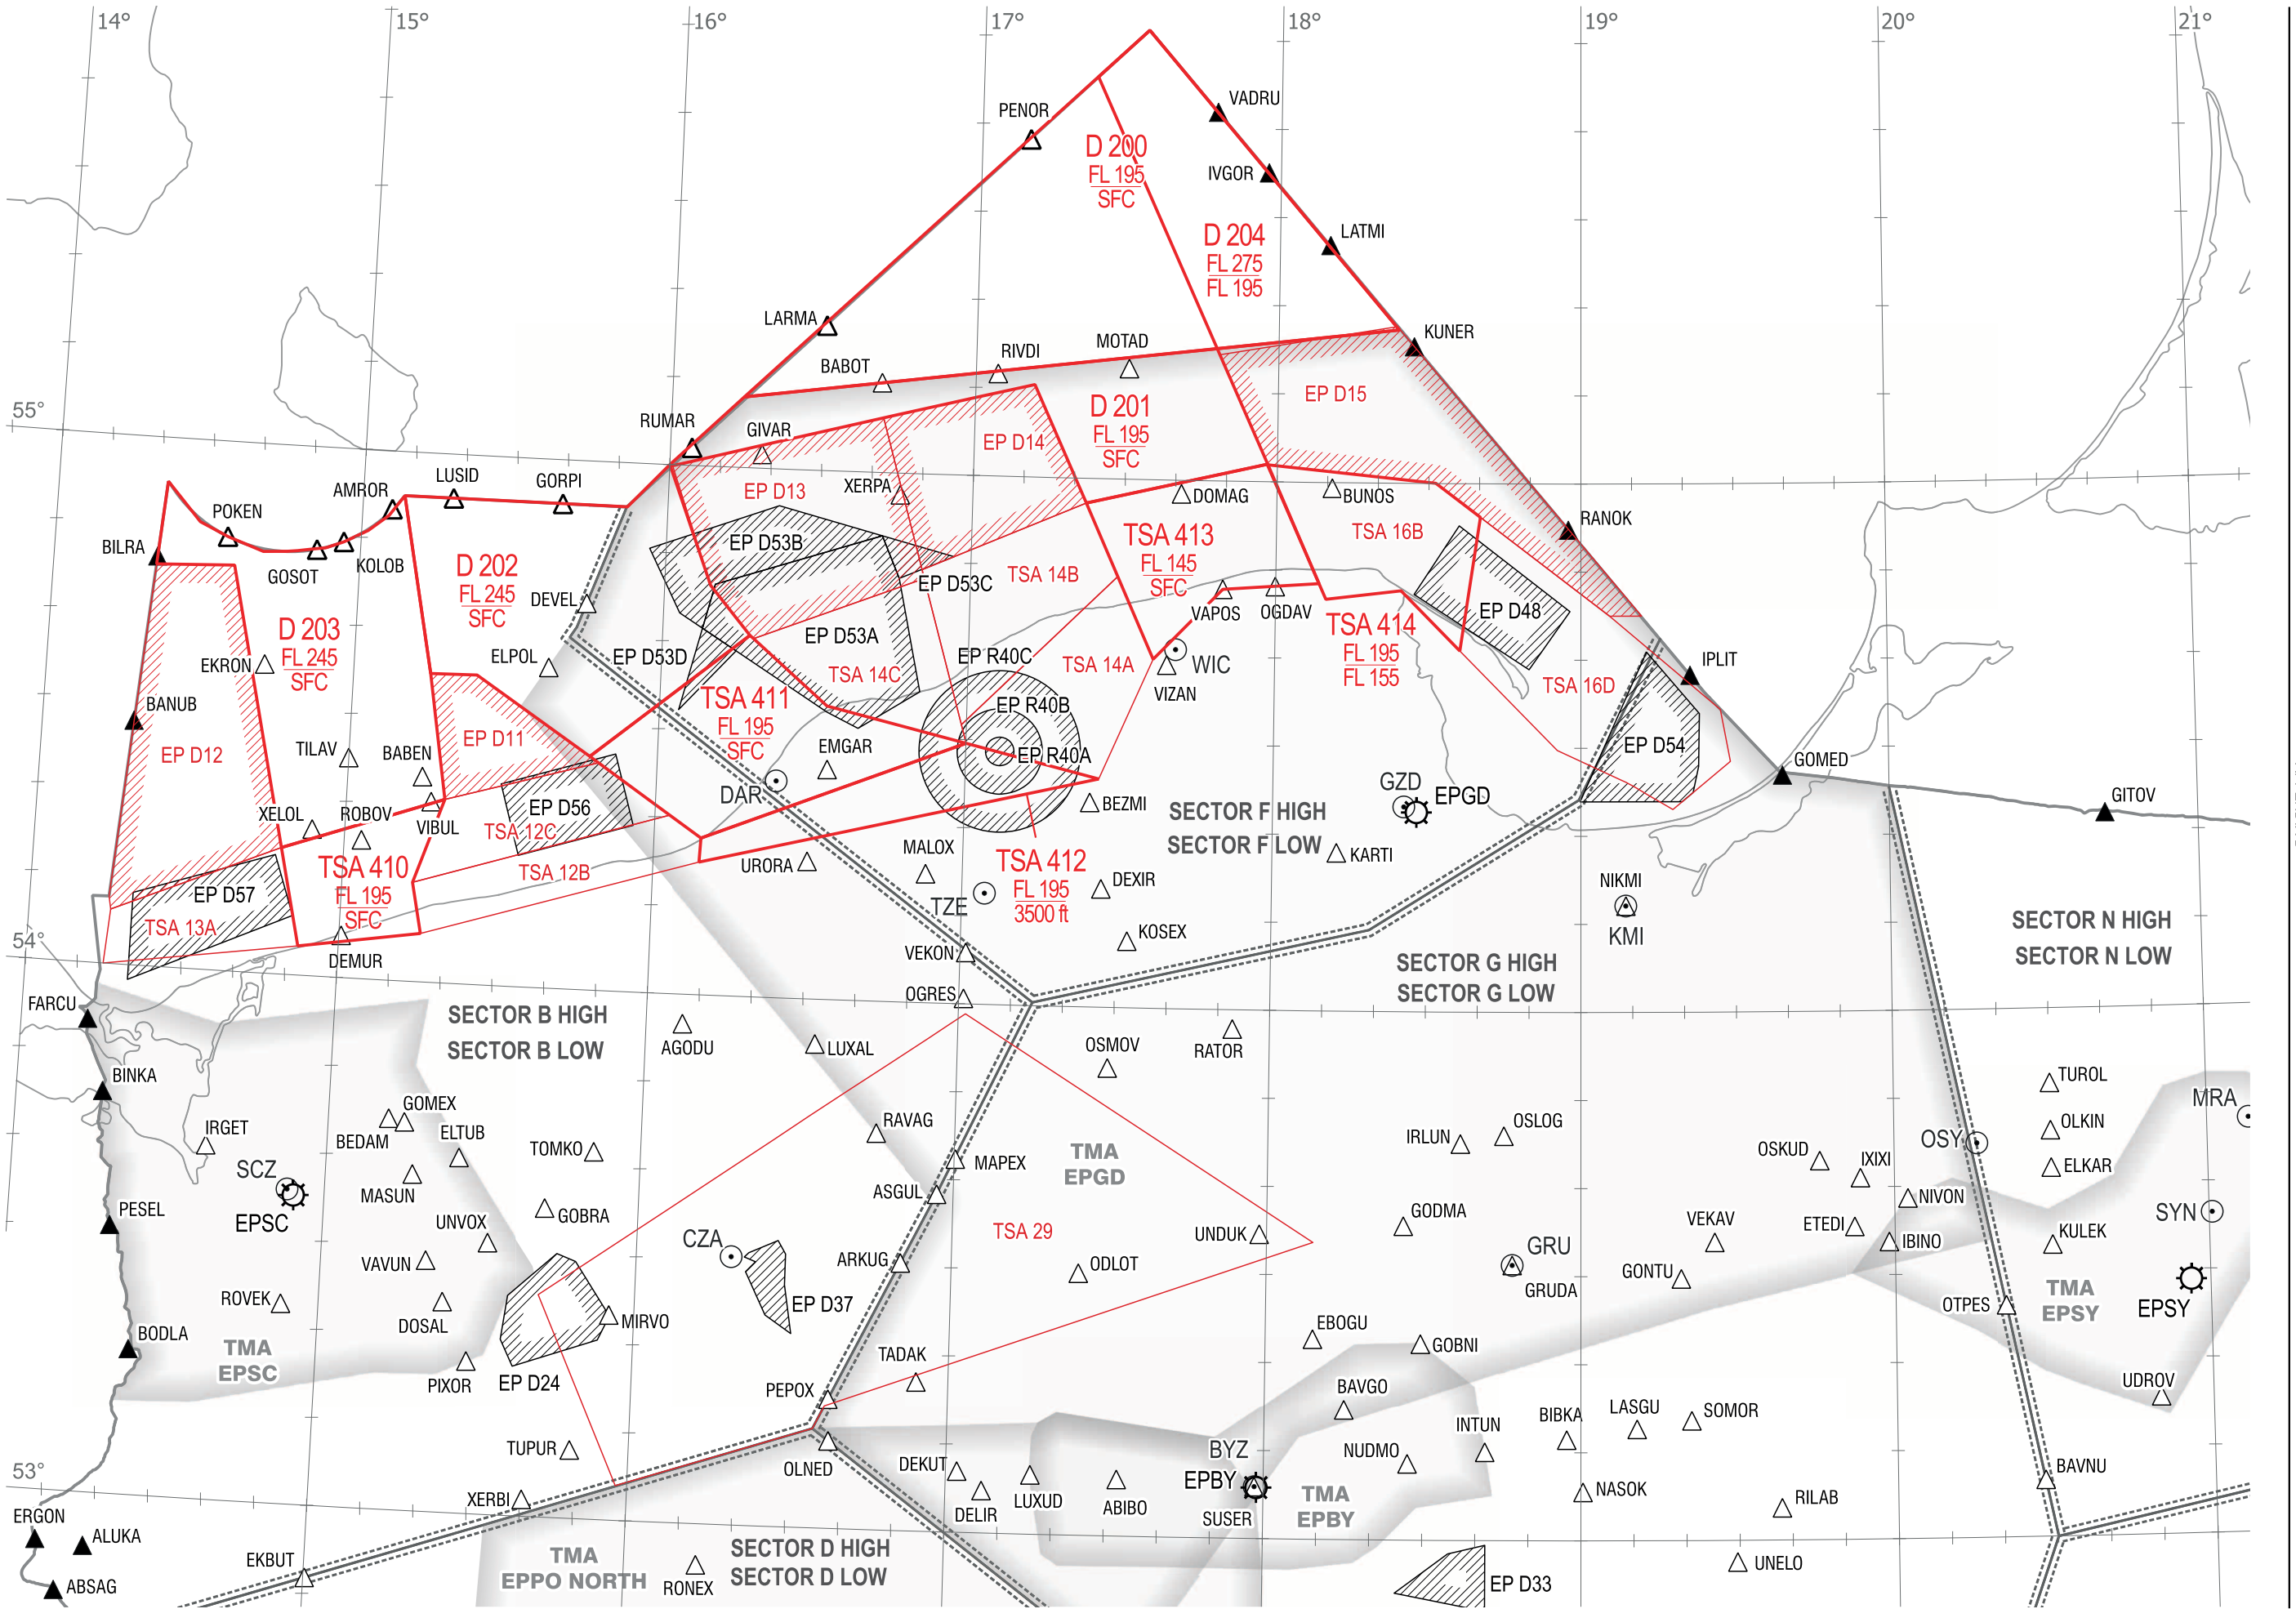 14°
15°
16°
17°
18°
19°
20°
21°
PENOR
VADRU
D 200
FL 195
SFC
IVGOR
LATMI
D 204
FL 275
FL 195
LARMA
BABOT
RIVDI
MOTAD
KUNER
EP D15
55°
RUMAR
GIVAR
D 201
FL 195
SFC
EP D14
EP D13
XERPA
DOMAG
BUNOS
LUSID
GORPI
AMROR
POKEN
BILRA
GOSOT
KOLOB
RANOK
TSA 16B
TSA 413
FL 145
SFC
EP D53B
EP D53C
TSA 14B
D 202
FL 245
SFC
DEVEL
VAPOS
OGDAV
EP D48
D 203
FL 245
SFC
EKRON
ELPOL
EP D53D
EP D53A
TSA 14C
EP R40C
TSA 14A
WIC
VIZAN
TSA 414
FL 195
FL 155
IPLIT
TSA 16D
BANUB
EP D12
TSA 411
FL 195
SFC
EP R40B
EP R40A
EP D11
TILAV
BABEN
EMGAR
EP D54
GOMED
DAR
GZD
EPGD
GITOV
BEZMI
SECTOR F HIGH
SECTOR F LOW
XELOL
ROBOV
VIBUL
EP D56
TSA 12C
TSA 12B
URORA
MALOX
TSA 412
FL 195
3500 ft
DEXIR
KARTI
TSA 410
FL 195
SFC
EP D57
TSA 13A
TZE
NIKMI
KMI
SECTOR N HIGH
SECTOR N LOW
54°
DEMUR
VEKON
KOSEX
SECTOR G HIGH
SECTOR G LOW
FARCU
OGRES
SECTOR B HIGH
SECTOR B LOW
AGODU
LUXAL
OSMOV
RATOR
BINKA
TUROL
GOMEX
BEDAM
ELTUB
IRGET
TOMKO
RAVAG
MAPEX
TMA
EPGD
IRLUN
OSLOG
OSKUD
IXIXI
OSY
OLKIN
ELKAR
MRA
SCZ
EPSC
MASUN
ASGUL
PESEL
UNVOX
GOBRA
TSA 29
UNDUK
GODMA
VEKAV
ETEDI
NIVON
IBINO
SYN
KULEK
CZA
VAVUN
ARKUG
ODLOT
GRU
GRUDA
GONTU
OTPES
TMA
EPSY
EPSY
ROVEK
DOSAL
MIRVO
EP D37
EBOGU
GOBNI
BODLA
TMA
EPSC
PIXOR
EP D24
TADAK
PEPOX
BAVGO
UDROV
TUPUR
OLNED
DEKUT
DELIR
LUXUD
ABIBO
BYZ
EPBY
SUSER
NUDMO
INTUN
BIBKA
LASGU
SOMOR
NASOK
RILAB
BAVNU
53°
XERBI
TMA
EPBY
ERGON
ALUKA
ABSAG
EKBUT
TMA
EPPO NORTH
RONEX
SECTOR D HIGH
SECTOR D LOW
EP D33
UNELO